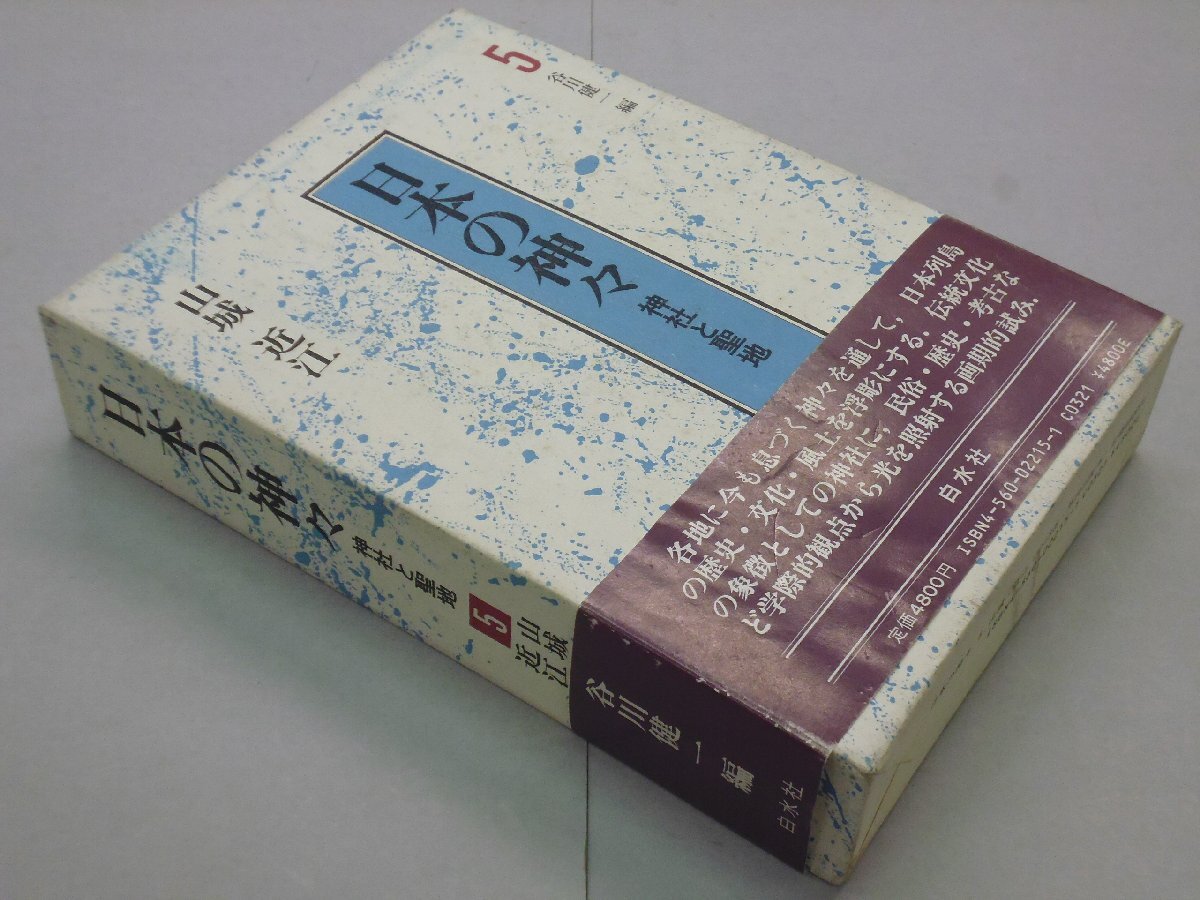 5
谷川健一 編
日本の神々
神社と聖地
山城
近江
各地に今も息づく神々を通して、日本列島
の歴史・文化・風土を浮彫にする。伝統文化
の象徴としての神社に、民俗・歴史・考古な
ど学際的観点から光を照射する画期的試み。
白水社
定価4800円 ISBN4-560-02215-1 C0321 ¥4800E
日本の神々
神社と聖地
5
山城
近江
谷川健一 編
白水社